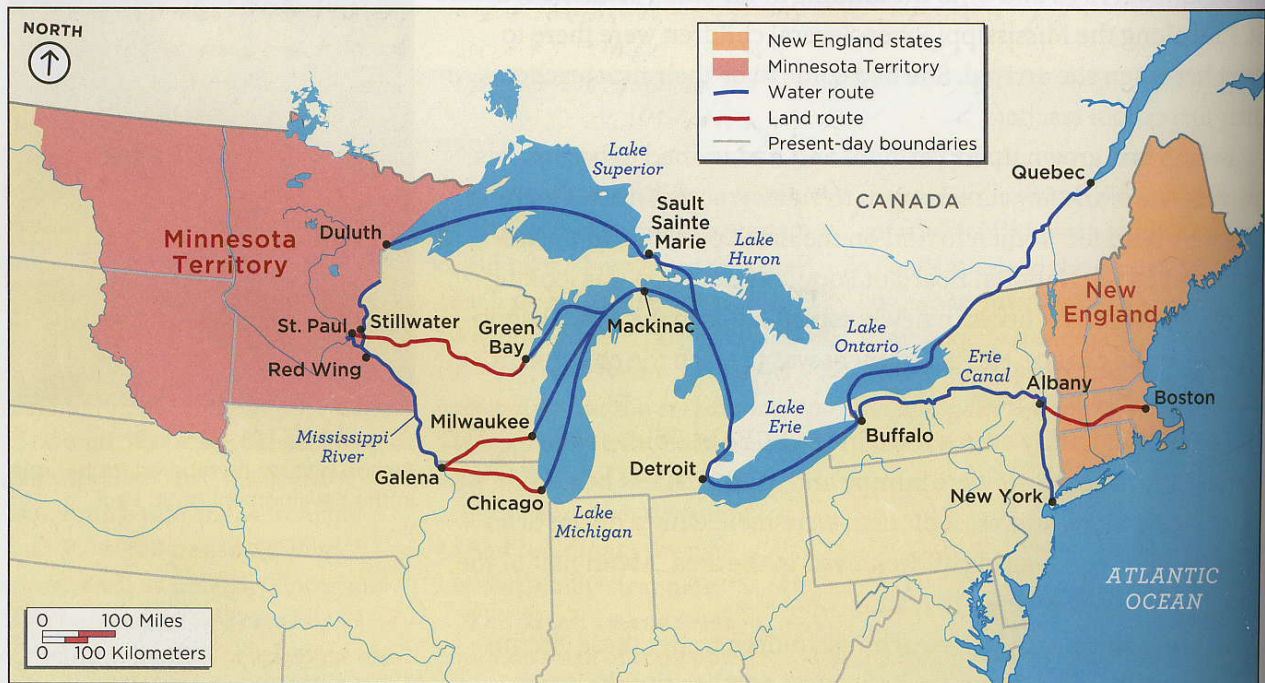 NORTH
New England states
Minnesota Territory
Water route
Land route
Present-day boundaries
Lake
Superior
Quebec
CANADA
Sault
Sainte
Marie
Duluth
Minnesota
Territory
Lake
Huron
New
England
St. Paul
Stillwater
Green
Bay
Mackinac
Lake
Ontario
Erie
Canal
Red Wing
Albany
Boston
Milwaukee
Lake
Erie
Buffalo
Mississippi
River
Galena
Detroit
Chicago
New York
Lake
Michigan
ATLANTIC
OCEAN
0 100 Miles
0 100 Kilometers